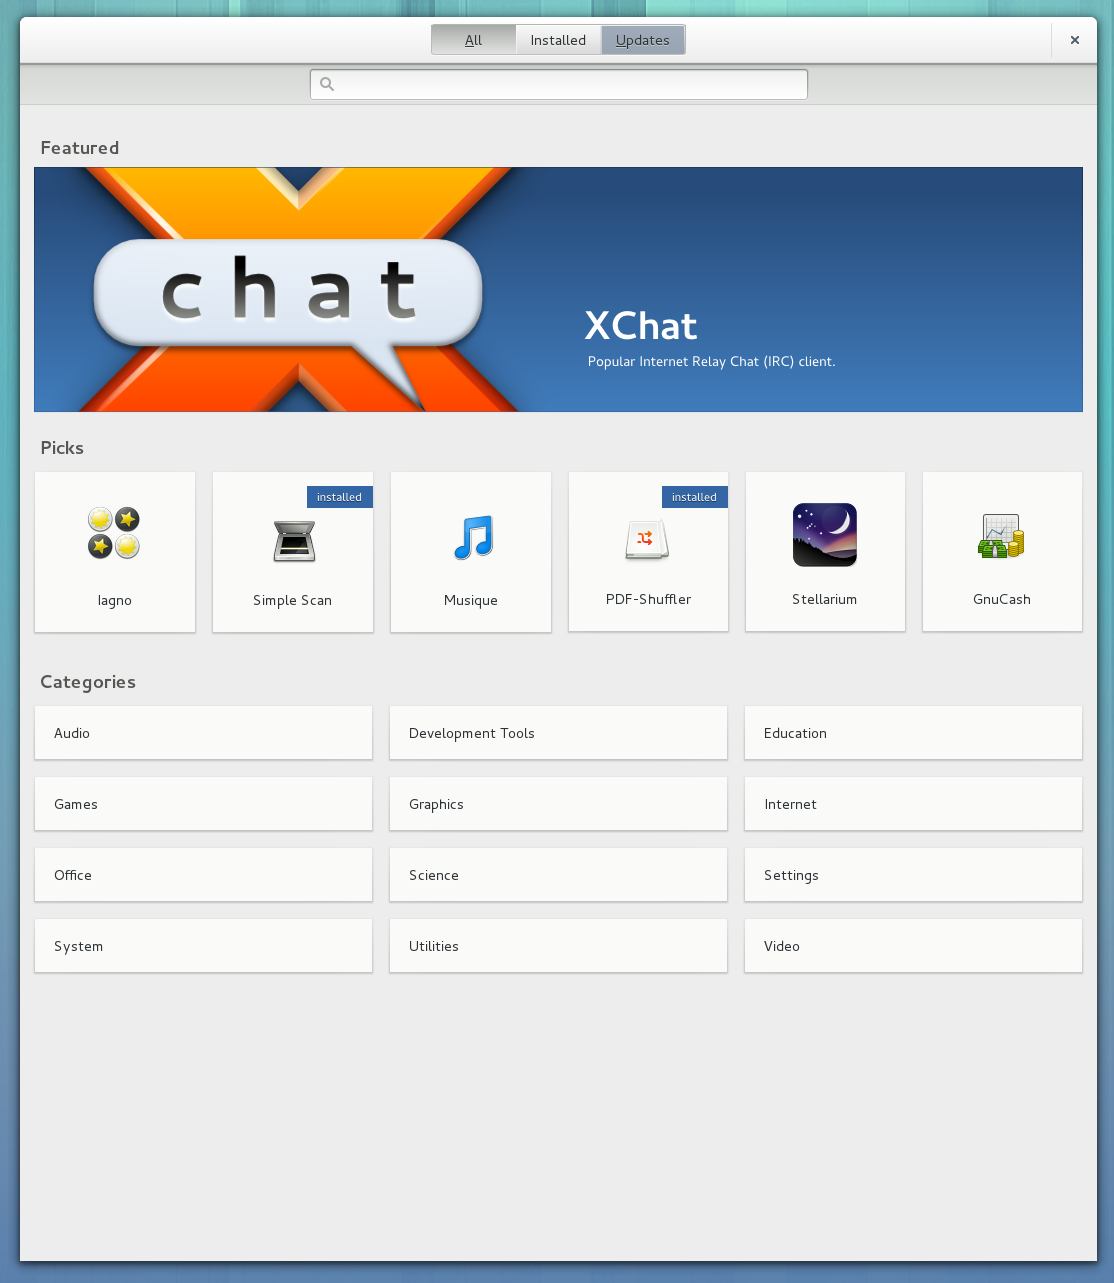 All Installed Updates
Featured
chat
XChat
Popular Internet Relay Chat (IRC) client.
Picks
installed
installed
Iagno
Simple Scan
Musique
PDF-Shuffler
Stellarium
GnuCash
Categories
Audio
Development Tools
Education
Games
Graphics
Internet
Office
Science
Settings
System
Utilities
Video